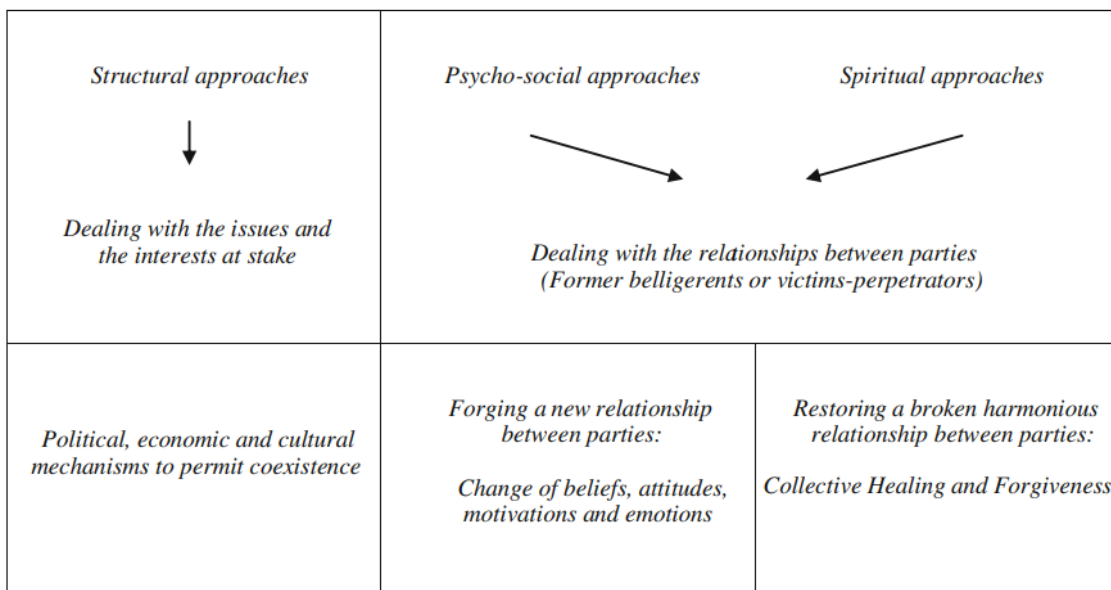 Structural approaches
Psycho-social approaches
Spiritual approaches
Dealing with the issues and
the interests at stake
Dealing with the relationships between parties
(Former belligerents or victims-perpetrators)
Political, economic and cultural
mechanisms to permit coexistence
Forging a new relationship
between parties:
Change of beliefs, attitudes,
motivations and emotions
Restoring a broken harmonious
relationship between parties:
Collective Healing and Forgiveness